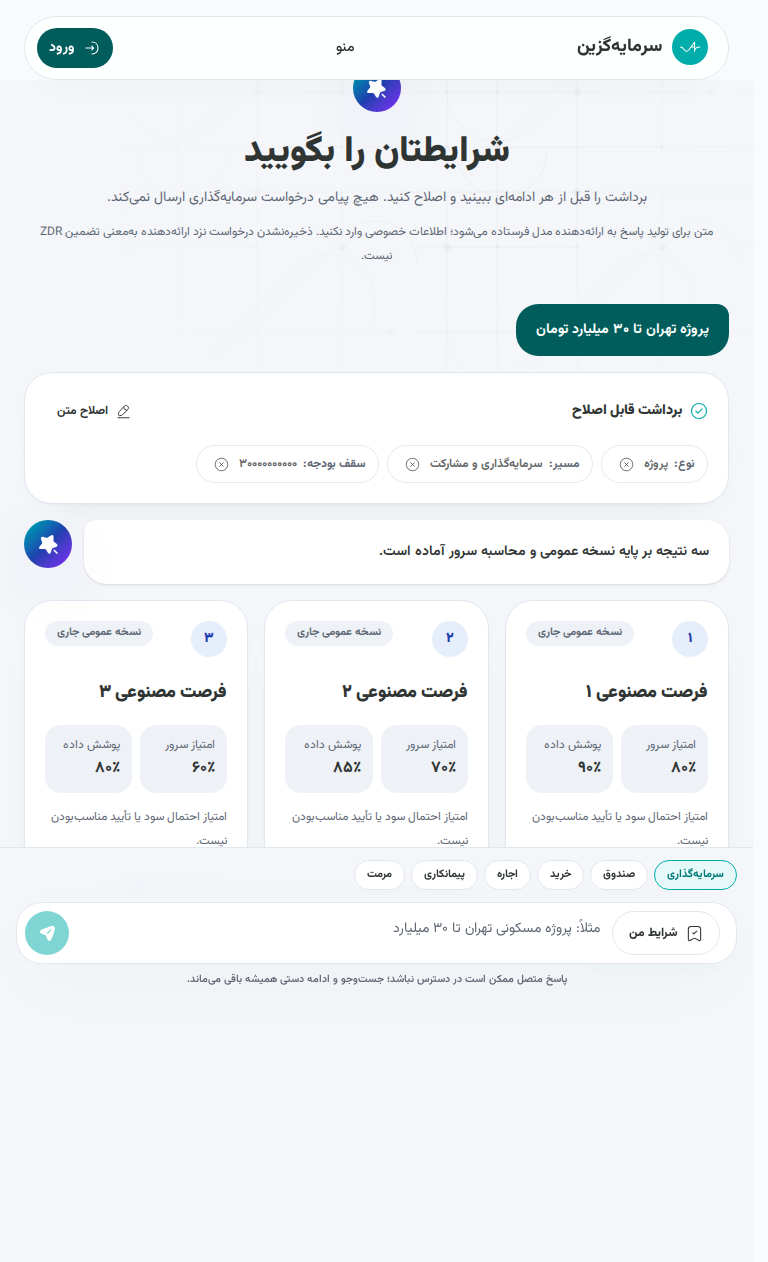 سرمایه‌گزین
منو
ورود
شرایطتان را بگویید
برداشت را قبل از هر ادامه‌ای ببینید و اصلاح کنید. هیچ پیامی درخواست سرمایه‌گذاری ارسال نمی‌کند.
متن برای تولید پاسخ به ارائه‌دهنده مدل فرستاده می‌شود؛ اطلاعات خصوصی وارد نکنید. ذخیره‌نشدن درخواست نزد ارائه‌دهنده به‌معنی تضمین ZDR
نیست.
پروژه تهران تا ۳۰ میلیارد تومان
برداشت قابل اصلاح
اصلاح متن
نوع: پروژه
مسیر: سرمایه‌گذاری و مشارکت
سقف بودجه: ۳۰۰۰۰۰۰۰۰۰۰
سه نتیجه بر پایه نسخه عمومی و محاسبه سرور آماده است.
۱
نسخه عمومی جاری
فرصت مصنوعی ۱
امتیاز سرور
۸۰٪
پوشش داده
۹۰٪
امتیاز احتمال سود یا تأیید مناسب‌بودن
نیست.
۲
نسخه عمومی جاری
فرصت مصنوعی ۲
امتیاز سرور
۷۰٪
پوشش داده
۸۵٪
امتیاز احتمال سود یا تأیید مناسب‌بودن
نیست.
۳
نسخه عمومی جاری
فرصت مصنوعی ۳
امتیاز سرور
۶۰٪
پوشش داده
۸۰٪
امتیاز احتمال سود یا تأیید مناسب‌بودن
نیست.
سرمایه‌گذاری
صندوق
خرید
اجاره
پیمانکاری
مرمت
شرایط من
مثلاً: پروژه مسکونی تهران تا ۳۰ میلیارد
پاسخ متصل ممکن است در دسترس نباشد؛ جست‌وجو و ادامه دستی همیشه باقی می‌ماند.